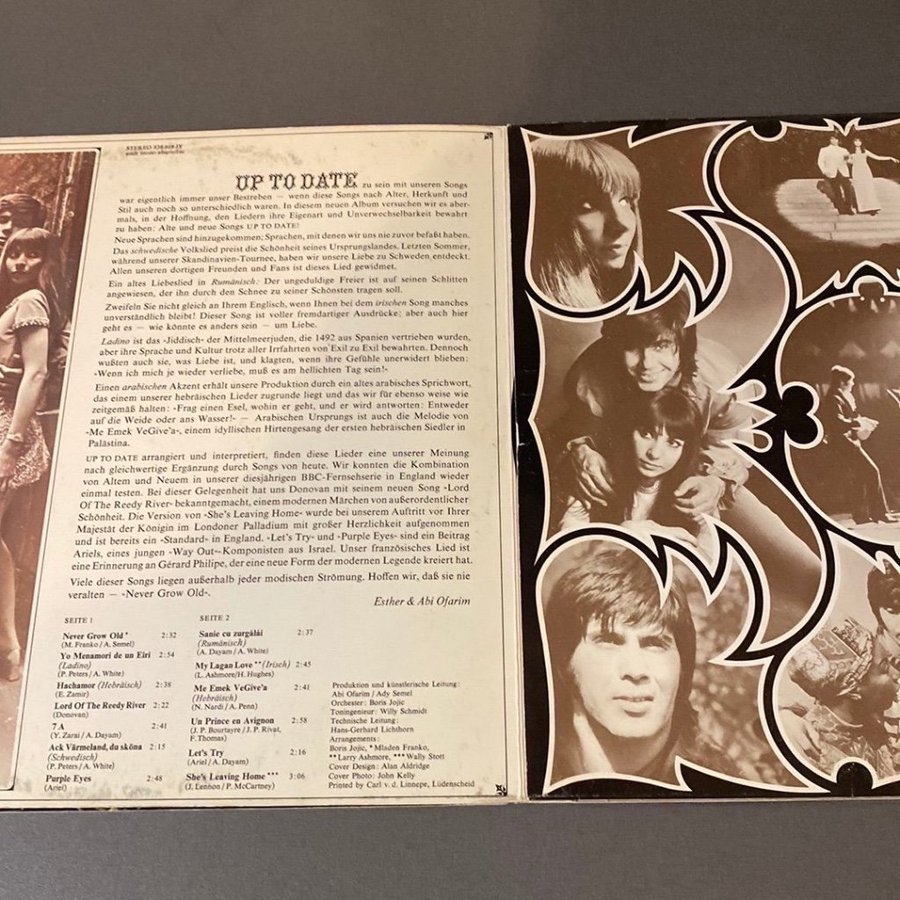 STEREO
UP TO DATE zu sein mit unseren Songs
war eigentlich immer unser Bestreben — wenn diese Songs nach Alter, Herkunft und
Stil auch noch so unterschiedlich waren. In diesem neuen Album versuchen wir es aber-
mals, in der Hoffnung, den Liedern ihre Eigenart und Unverwechselbarkeit bewahrt
zu haben: Alte und neue Songs UP TO DATE!
Neue Sprachen sind hinzugekommen; Sprachen, mit denen wir uns nie zuvor befaßt haben.
Das schwedische Volkslied preist die Schönheit seines Ursprungslandes. Letzten Sommer,
während unserer Skandinavien-Tournee, haben wir unsere Liebe zu Schweden entdeckt.
Allen unseren dortigen Freunden und Fans ist dieses Lied gewidmet.
Ein altes Liebeslied in Rumänisch: Der ungeduldige Freier ist auf seinen Schlitten
angewiesen, der ihn durch den Schnee zu seiner Schönsten tragen soll.
Zweifeln Sie nicht gleich an Ihrem Englisch, wenn Ihnen bei dem irischen Song manches
unverständlich bleibt! Dieser Song ist voller fremdartiger Ausdrücke; aber auch hier
geht es — wie könnte es anders sein — um Liebe.
Ladino ist das »Jiddisch« der Mittelmeerjuden, die 1492 aus Spanien vertrieben wurden,
aber ihre Sprache und Kultur trotz aller Irrfahrten von Exil zu Exil bewahrten. Dennoch
wußten auch sie, was Liebe ist, und klagten, wenn ihre Gefühle unerwidert blieben:
»Wenn ich mich je wieder verliebe, muß es am hellichten Tag sein!«
Einen arabischen Akzent erhält unsere Produktion durch ein altes arabisches Sprichwort,
das einem unserer hebräischen Lieder zugrunde liegt und das wir für ebenso weise wie
zeitgemäß halten: »Frag einen Esel, wohin er geht, und er wird antworten: Entweder
auf die Weide oder ans Wasser!« — Arabischen Ursprungs ist auch die Melodie von
»Me Emek VeGive'a«, einem idyllischen Hirtengesang der ersten hebräischen Siedler in
Palästina.
UP TO DATE arrangiert und interpretiert, finden diese Lieder eine unserer Meinung
nach gleichwertige Ergänzung durch Songs von heute. Wir konnten die Kombination
von Altem und Neuem in unserer diesjährigen BBC-Fernsehserie in England wieder
einmal testen. Bei dieser Gelegenheit hat uns Donovan mit seinem neuen Song »Lord
Of The Reedy River« bekanntgemacht, einem modernen Märchen von außerordentlicher
Schönheit. Die Version von »She's Leaving Home« wurde bei unserem Auftritt vor Ihrer
Majestät der Königin im Londoner Palladium mit großer Herzlichkeit aufgenommen
und ist bereits ein »Standard« in England. »Let's Try« und »Purple Eyes« sind ein Beitrag
Ariels, eines jungen »Way Out«-Komponisten aus Israel. Unser französisches Lied ist
eine Erinnerung an Gérard Philipe, der eine neue Form der modernen Legende kreiert hat.
Viele dieser Songs liegen außerhalb jeder modischen Strömung. Hoffen wir, daß sie nie
veralten — »Never Grow Old«.
Esther & Abi Ofarim
SEITE 1
Never Grow Old * 2:32
(M. Franko / A. Semel)
Yo Menamori de un Eiri 2:54
(Ladino)
(P. Peters / A. White)
Hachamor (Hebräisch) 2:38
(E. Zamir)
Lord Of The Reedy River 2:22
(Donovan)
7 A 2:41
(Y. Zarai / A. Dayam)
Ack Värmeland, du sköna 2:15
(Schwedisch)
(P. Peters / A. White)
Purple Eyes 2:48
(Ariel)
SEITE 2
Sanie cu zurgălăi 2:37
(Rumänisch)
(A. Dayam / A. White)
My Lagan Love ** (Irisch) 2:45
(L. Ashmore/H. Hughes)
Me Emek VeGive'a 2:41
(Hebräisch)
(N. Nardi / A. Penn)
Un Prince en Avignon 2:58
(J. P. Bourtayre / J. P. Rivat,
F. Thomas)
Let's Try 2:16
(Ariel / A. Dayam)
She's Leaving Home *** 3:06
(J. Lennon / P. McCartney)
Produktion und künstlerische Leitung:
Abi Ofarim / Ady Semel
Orchester: Boris Jojic
Toningenieur: Willy Schmidt
Technische Leitung:
Hans-Gerhard Lichthorn
Arrangements:
Boris Jojic, * Mladen Franko,
** Larry Ashmore, *** Wally Stott
Cover Design: Alan Aldridge
Cover Photo: John Kelly
Printed by Carl v. d. Linnepe, Lüdenscheid